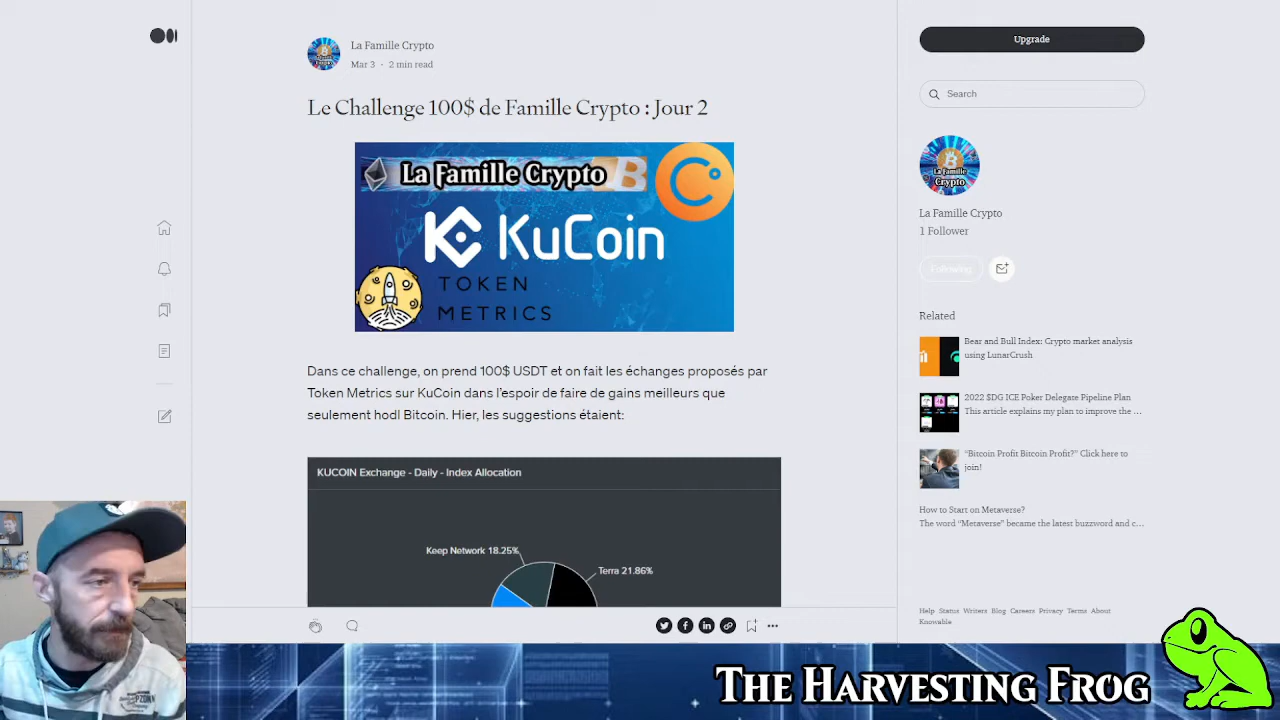 La Famille Crypto
Mar 3 · 2 min read
Le Challenge 100$ de Famille Crypto : Jour 2
La Famille Crypto
KuCoin
TOKEN
METRICS
Dans ce challenge, on prend 100$ USDT et on fait les échanges proposés par
Token Metrics sur KuCoin dans l'espoir de faire de gains meilleurs que
seulement hodl Bitcoin. Hier, les suggestions étaient:
KUCOIN Exchange - Daily - Index Allocation
Keep Network 18.25%
Terra 21.86%
Upgrade
Search
La Famille
Crypto
La Famille Crypto
1 Follower
Following
Related
Bear and Bull Index: Crypto market analysis
using LunarCrush
2022 $DG ICE Poker Delegate Pipeline Plan
This article explains my plan to improve the ...
"Bitcoin Profit Bitcoin Profit?" Click here to
join!
How to Start on Metaverse?
The word "Metaverse" became the latest buzzword and c...
Help Status Writers Blog Careers Privacy Terms About
Knowable
The Harvesting Frog